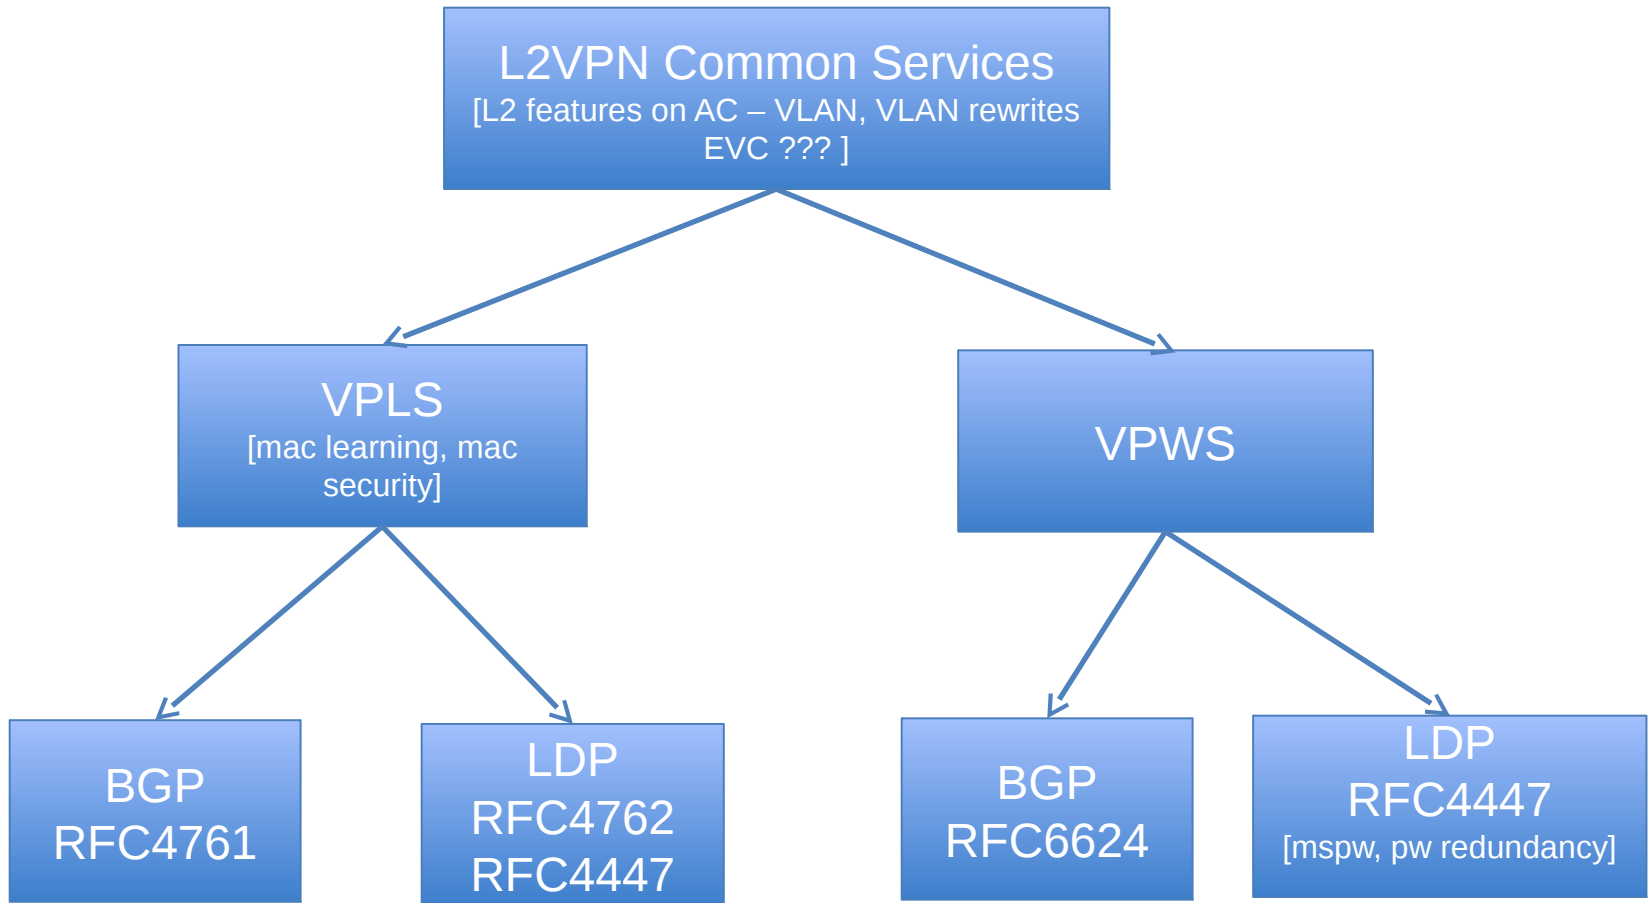 L2VPN Common Services
[L2 features on AC – VLAN, VLAN rewrites
EVC ??? ]
VPLS
[mac learning, mac
security]
VPWS
BGP
RFC4761
LDP
RFC4762
RFC4447
BGP
RFC6624
LDP
RFC4447
[mspw, pw redundancy]